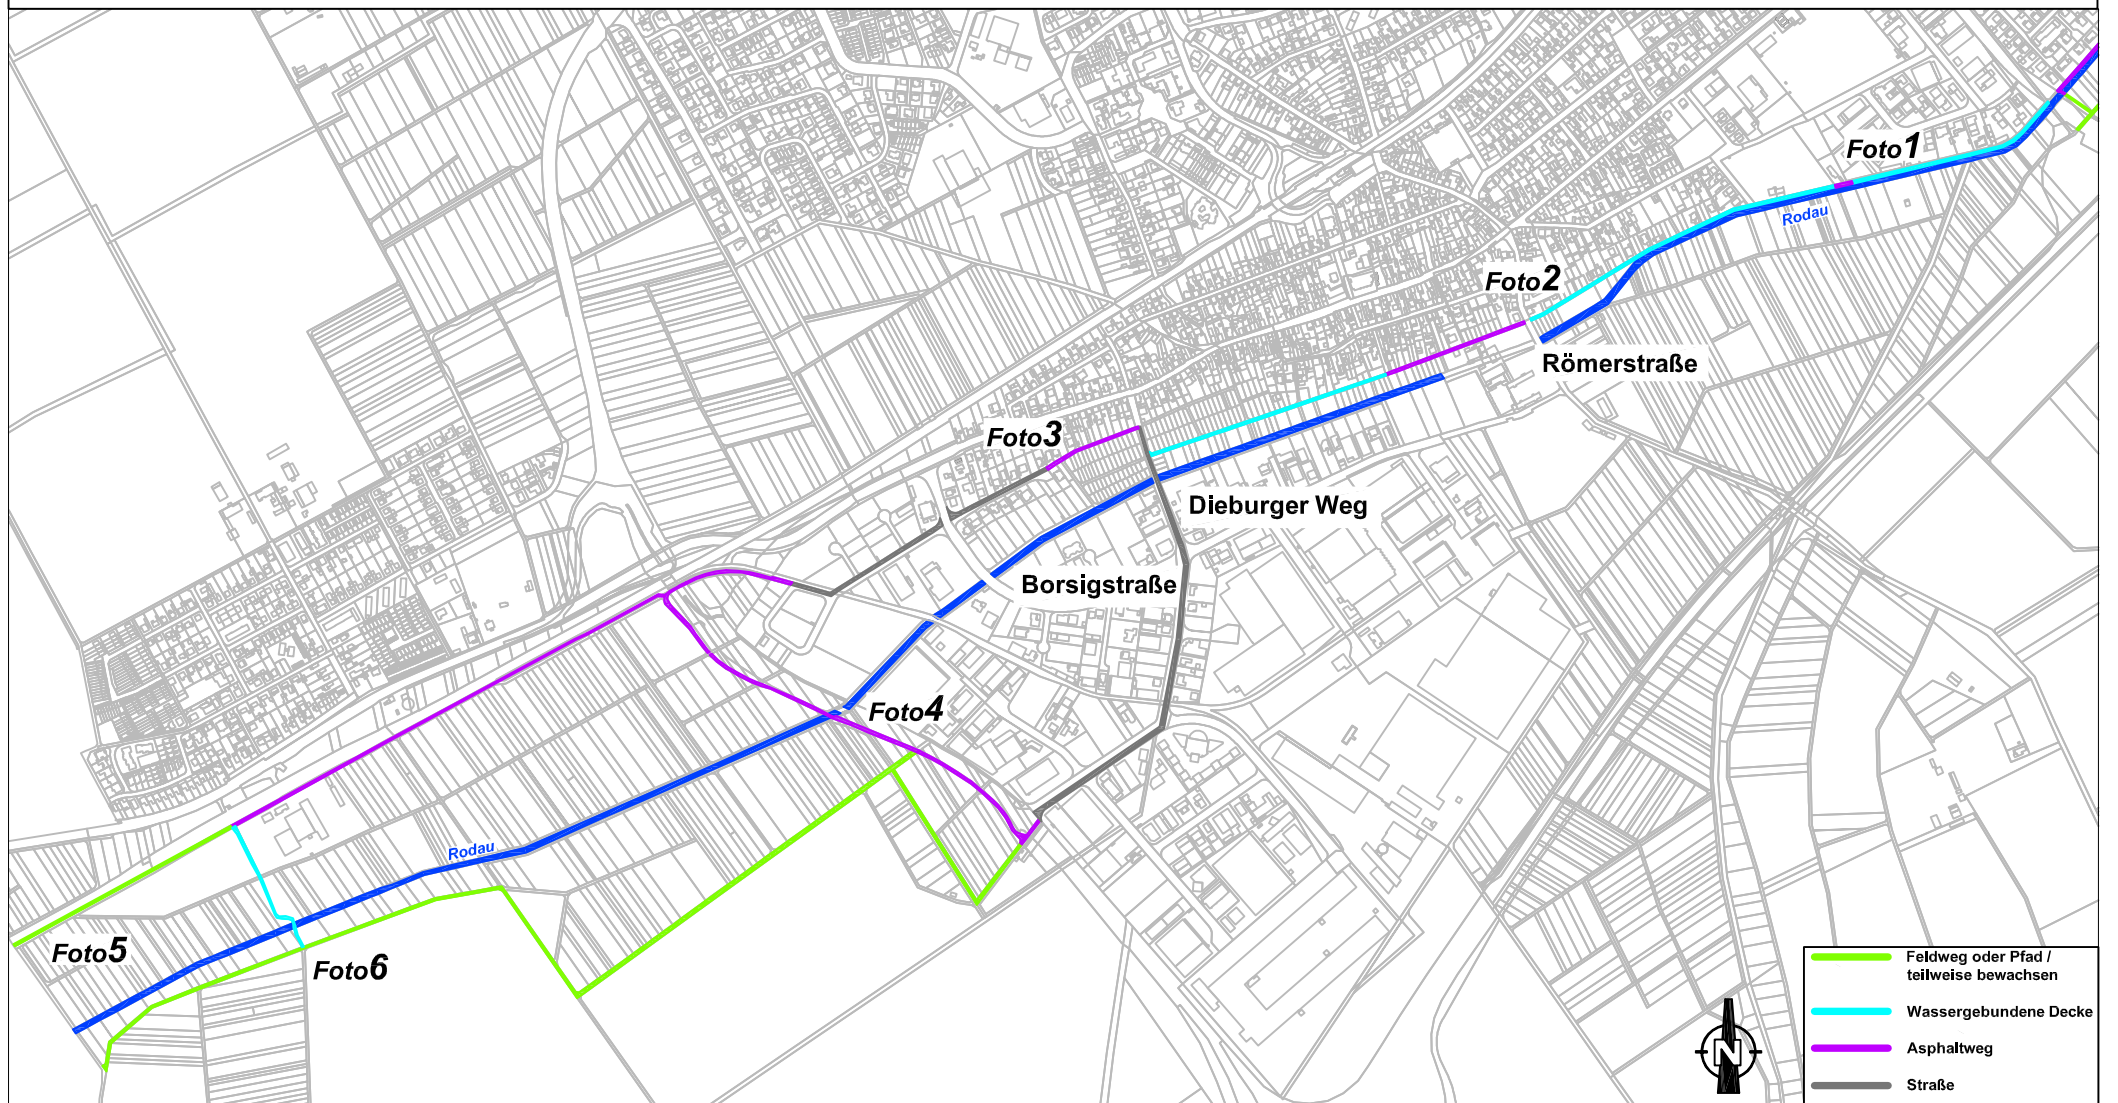 Foto1
Rodau
Foto2
Römerstraße
Foto3
Dieburger Weg
Borsigstraße
Foto4
Rodau
Foto5
Foto6
Feldweg oder Pfad /
teilweise bewachsen
Wassergebundene Decke
Asphaltweg
Straße
N